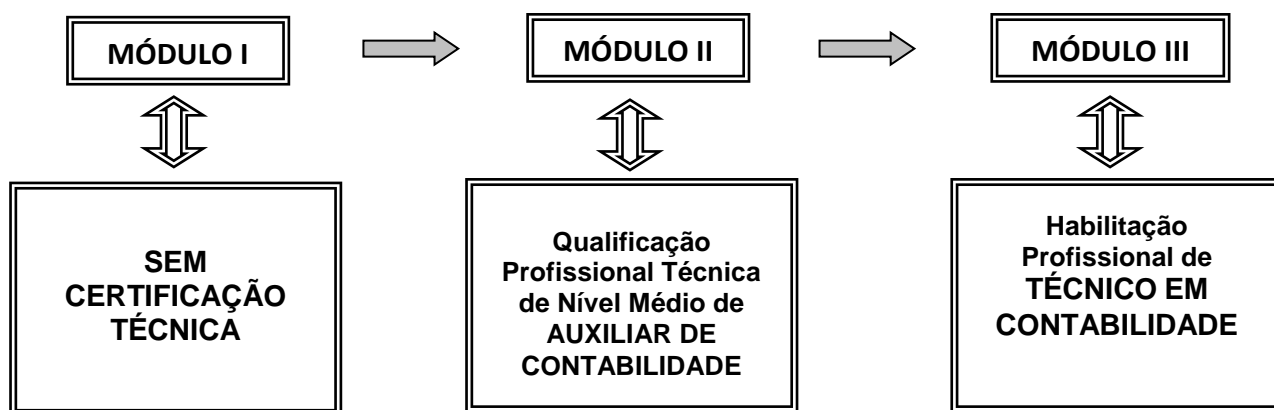 MÓDULO I
MÓDULO II
MÓDULO III
SEM
CERTIFICAÇÃO
TÉCNICA
Qualificação
Profissional Técnica
de Nível Médio de
AUXILIAR DE
CONTABILIDADE
Habilitação
Profissional de
TÉCNICO EM
CONTABILIDADE